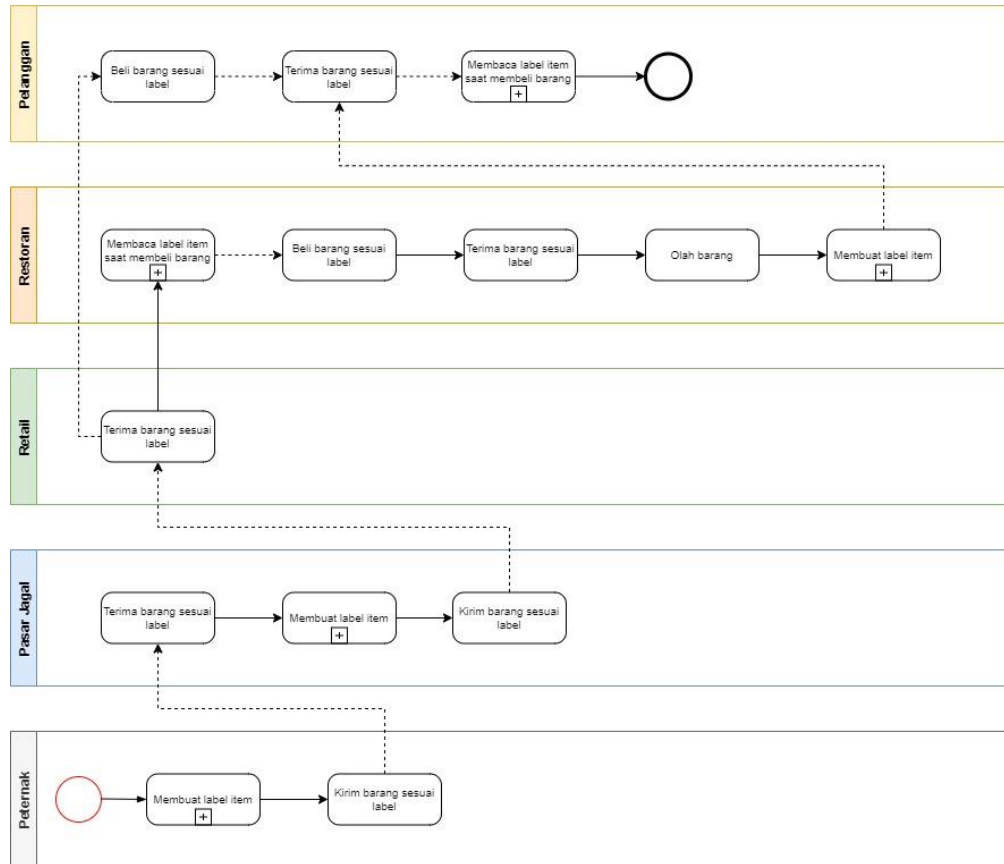 Pelanggan
Beli barang sesuai
label
Terima barang sesuai
label
Membaca label item
saat membeli barang
Restoran
Membaca label item
saat membeli barang
Beli barang sesuai
label
Terima barang sesuai
label
Olah barang
Membuat label item
Retail
Terima barang sesuai
label
Pasar Jagal
Terima barang sesuai
label
Membuat label item
Kirim barang sesuai
label
Peternak
Membuat label item
Kirim barang sesuai
label